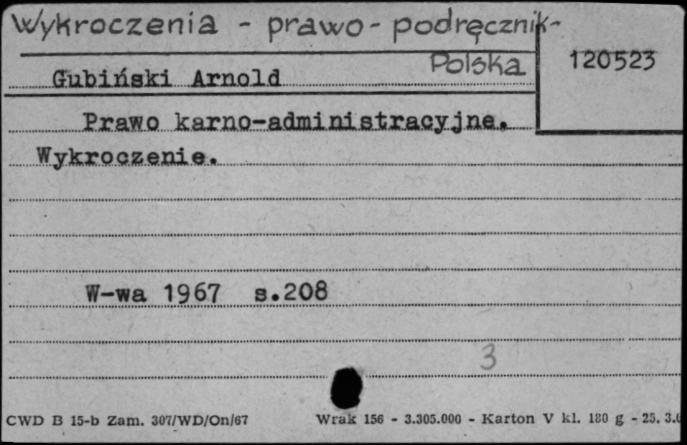 Wykroczenia - prawo - podręcznik -
Polska
120523
Gubiński Arnold
Prawo karno-administracyjne.
Wykroczenie.
W-wa 1967 s.208
3
CWD B 15-b Zam. 307/WD/On/67 Wrak 156 - 3.305.000 - Karton V kl. 180 g - 25. 3.6